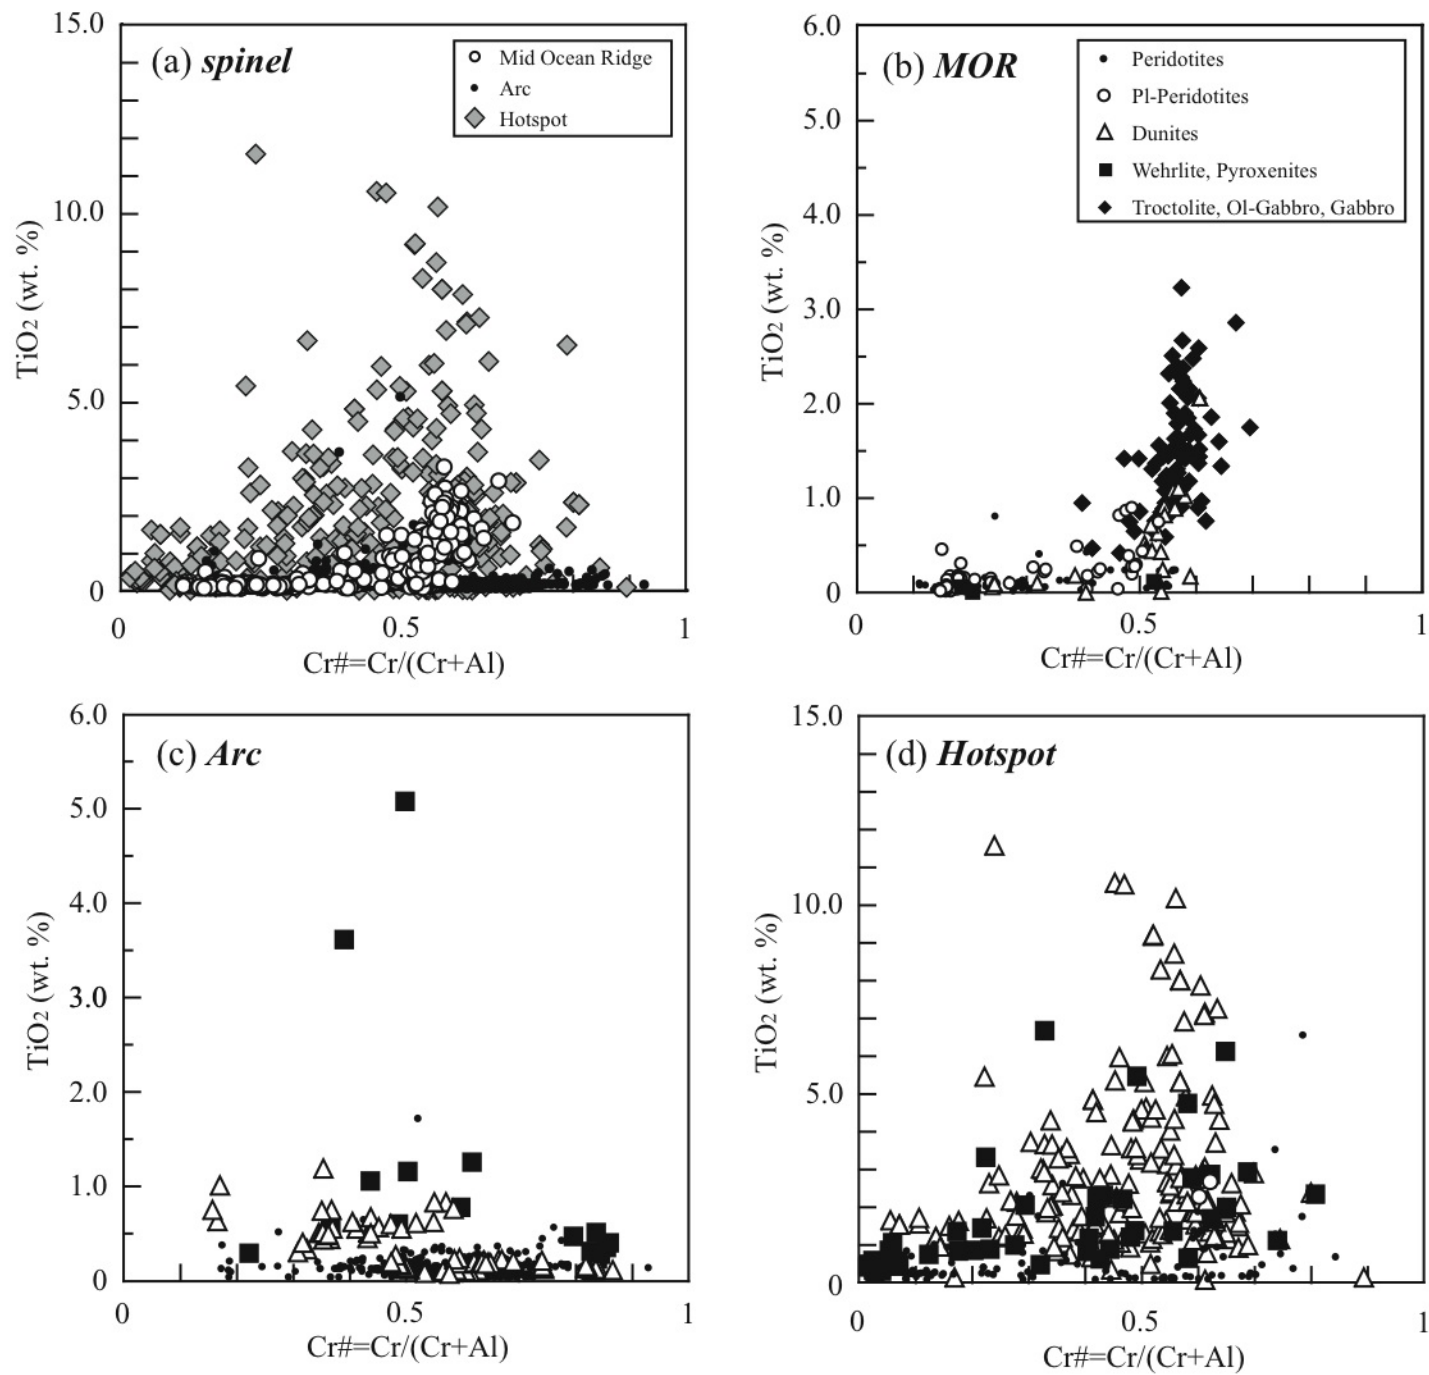 (a) spinel
Mid Ocean Ridge
Arc
Hotspot
15.0
10.0
5.0
0
TiO2 (wt. %)
0
0.5
1
Cr#=Cr/(Cr+Al)
(b) MOR
Peridotites
Pl-Peridotites
Dunites
Wehrlite, Pyroxenites
Troctolite, Ol-Gabbro, Gabbro
6.0
5.0
4.0
3.0
2.0
1.0
0
TiO2 (wt. %)
0
0.5
1
Cr#=Cr/(Cr+Al)
(c) Arc
6.0
5.0
4.0
3.0
2.0
1.0
0
TiO2 (wt. %)
0
0.5
1
Cr#=Cr/(Cr+Al)
(d) Hotspot
15.0
10.0
5.0
0
TiO2 (wt. %)
0
0.5
1
Cr#=Cr/(Cr+Al)